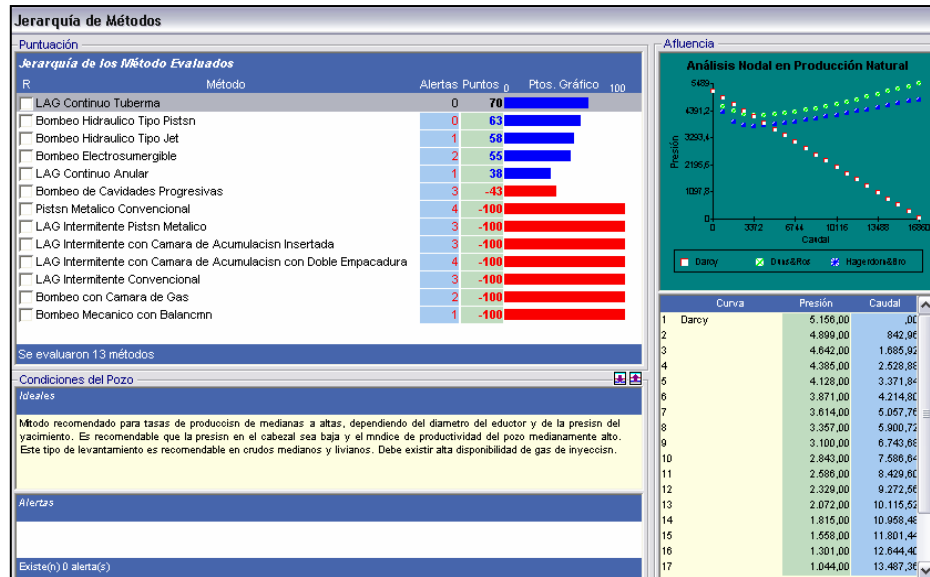 Jerarquía de Métodos
Puntuación
Jerarquía de los Método Evaluados
R Método Alertas Puntos 0 Ptos. Gráfico 100
LAG Continuo Tuberma 0 70
Bombeo Hidraulico Tipo Pistsn 0 63
Bombeo Hidraulico Tipo Jet 1 58
Bombeo Electrosumergible 2 55
LAG Continuo Anular 1 38
Bombeo de Cavidades Progresivas 3 -43
Pistsn Metalico Convencional 4 -100
LAG Intermitente Pistsn Metalico 3 -100
LAG Intermitente con Camara de Acumulacisn Insertada 3 -100
LAG Intermitente con Camara de Acumulacisn con Doble Empacadura 4 -100
LAG Intermitente Convencional 3 -100
Bombeo con Camara de Gas 2 -100
Bombeo Mecanico con Balancmn 1 -100
Se evaluaron 13 métodos
Condiciones del Pozo
Ideales
Mitodo recomendado para tasas de produccisn de medianas a altas, dependiendo del diametro del eductor y de la presisn del
yacimiento. Es recomendable que la presisn en el cabezal sea baja y el mndice de productividad del pozo medianamente alto.
Este tipo de levantamiento es recomendable en crudos medianos y livianos. Debe existir alta disponibilidad de gas de inyeccisn.
Alertas
Existe(n) 0 alerta(s)
Afluencia
Análisis Nodal en Producción Natural
Presión
5489
4391,2
3293,4
2195,6
1097,8
0
0 3372 6744 10116 13488 16860
Caudal
Darcy Duns&Ros Hagerdorn&Bro
Curva Presión Caudal
1 Darcy 5.156,00 ,00
2 4.899,00 842,96
3 4.642,00 1.685,92
4 4.385,00 2.528,88
5 4.128,00 3.371,84
6 3.871,00 4.214,80
7 3.614,00 5.057,76
8 3.357,00 5.900,72
9 3.100,00 6.743,68
10 2.843,00 7.586,64
11 2.586,00 8.429,60
12 2.329,00 9.272,56
13 2.072,00 10.115,52
14 1.815,00 10.958,48
15 1.558,00 11.801,44
16 1.301,00 12.644,40
17 1.044,00 13.487,36